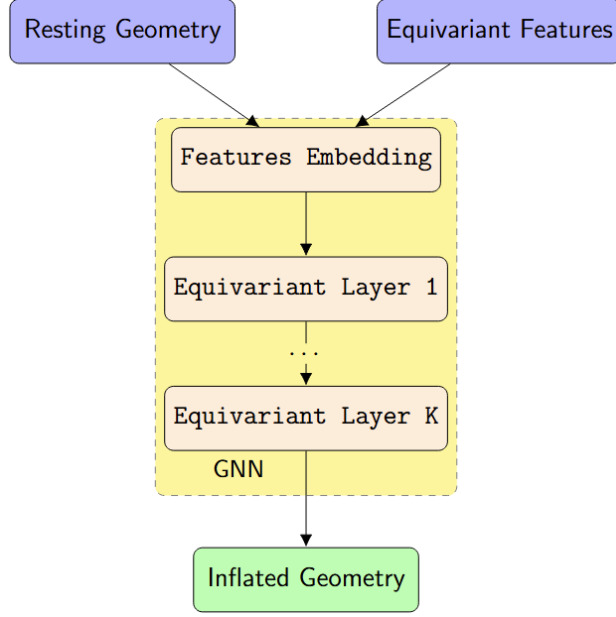 Resting Geometry
Equivariant Features
Features Embedding
Equivariant Layer 1
...
Equivariant Layer K
GNN
Inflated Geometry